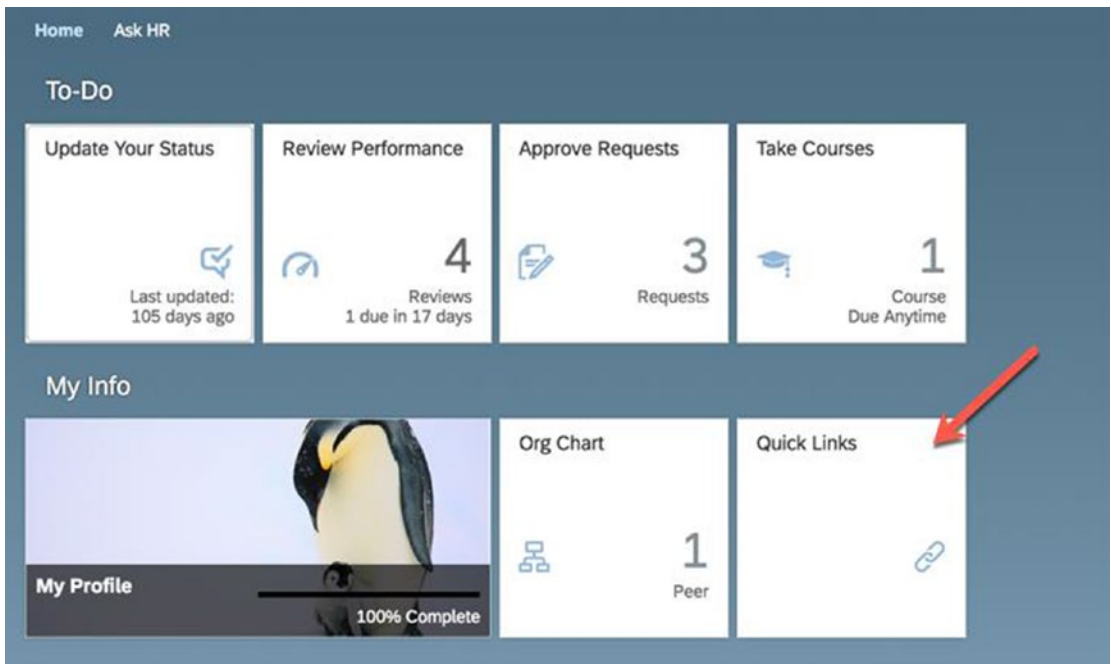 Home Ask HR
To-Do
Update Your Status
Last updated:
105 days ago
Review Performance
4
Reviews
1 due in 17 days
Approve Requests
3
Requests
Take Courses
1
Course
Due Anytime
My Info
My Profile
100% Complete
Org Chart
1
Peer
Quick Links